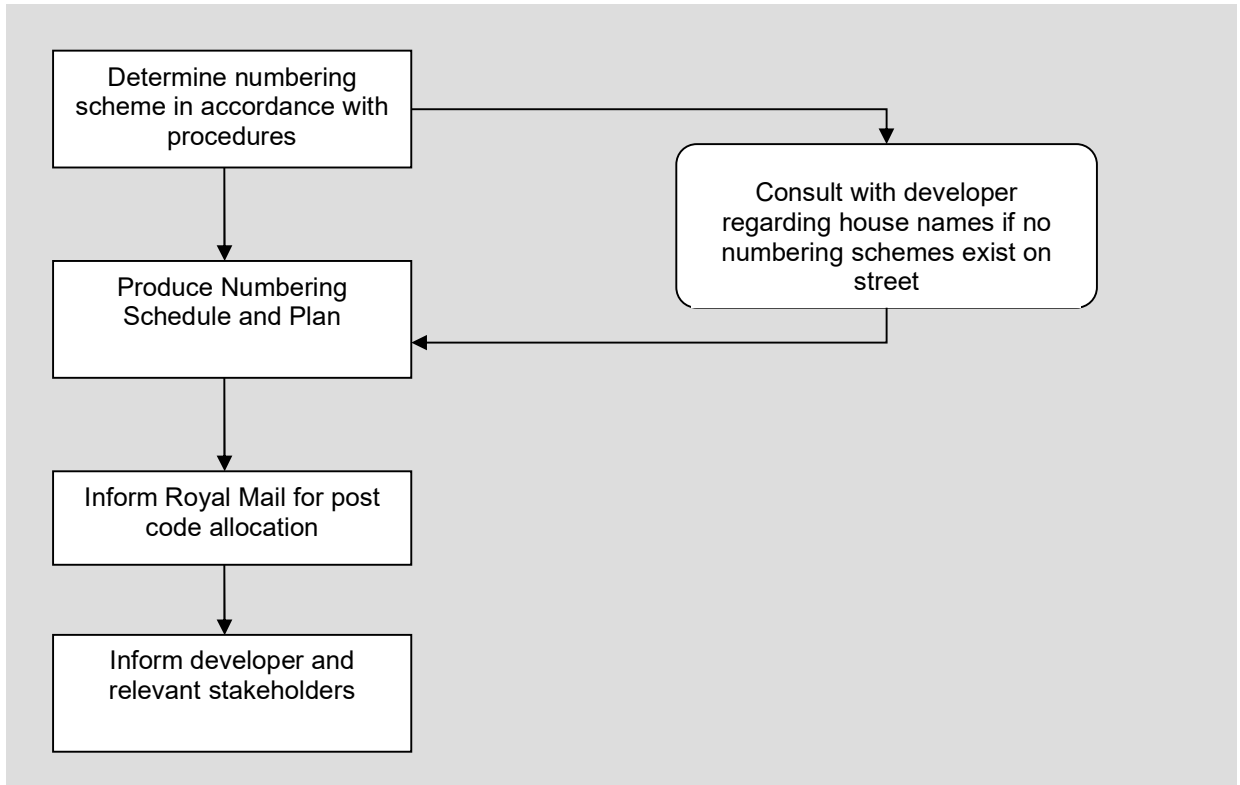 Determine numbering
scheme in accordance with
procedures
Consult with developer
regarding house names if no
numbering schemes exist on
street
Produce Numbering
Schedule and Plan
Inform Royal Mail for post
code allocation
Inform developer and
relevant stakeholders